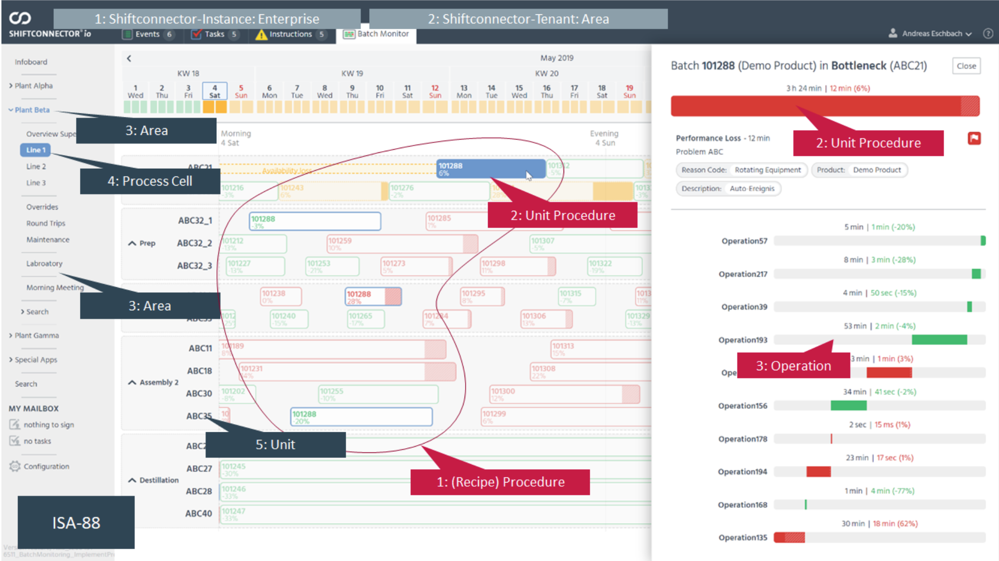 1: Shiftconnector-Instance: Enterprise
2: Shiftconnector-Tenant: Area
SHIFTCONNECTOR® io
Events 6
Tasks 5
Instructions 5
Batch Monitor
Andreas Eschbach
?
Infoboard
Plant Alpha
Plant Beta
3: Area
Overview Supe
Line 1
Line 2
4: Process Cell
Line 3
Overrides
Round Trips
Maintenance
Labroatory
Morning Meeting
3: Area
Search
Plant Gamma
Special Apps
Search
MY MAILBOX
nothing to sign
no tasks
Configuration
ISA-88
6511_BatchMonitoring_ImplementPr
May 2019
KW 18 KW 19 KW 20
1 2 3 4 5 6 7 8 9 10 11 12 13 14 15 16 17 18 19
Wed Thu Fri Sat Sun Mon Tue Wed Thu Fri Sat Sun Mon Tue Wed Thu Fri Sat Sun
Morning
4 Sat
Evening
4 Sun
ABC21
Availability loss
101288
6%
-5%
101216
-3%
101243
6%
101276
-2%
28%
-3%
2: Unit Procedure
Prep
ABC32_1
101288
-3%
101285
1%
ABC32_2
101212
-13%
101259
10%
101307
-5%
ABC32_3
101227
-13%
101253
-21%
101273
5%
101298
11%
101322
-19%
101238
0%
101288
28%
101295
8%
101315
-7%
1013
11%
101240
-15%
101265
-17%
7%
101306
13%
101329
-13%
Assembly 2
ABC11
101189
8%
101313
15%
ABC18
101231
101308
22%
ABC30
101202
-8%
101255
-10%
101300
12%
ABC35
10
101288
-20%
101299
6%
5: Unit
Destillation
ABC27
101245
-30%
1: (Recipe) Procedure
ABC28
101246
-33%
ABC40
101247
-33%
Batch 101288 (Demo Product) in Bottleneck (ABC21)
Close
3 h 24 min | 12 min (6%)
2: Unit Procedure
Performance Loss - 12 min
Problem ABC
Reason Code: Rotating Equipment
Product: Demo Product
Description: Auto-Ereignis
5 min | 1 min (-20%)
Operation57
8 min | 3 min (-28%)
Operation217
4 min | 50 sec (-15%)
Operation39
53 min | 2 min (-4%)
Operation193
3: Operation
3 min | 1 min (3%)
Ope
34 min | 41 sec (-2%)
Operation156
2 sec | 15 ms (1%)
Operation178
23 min | 17 sec (1%)
Operation194
1 min | 4 min (-77%)
Operation168
30 min | 18 min (62%)
Operation135